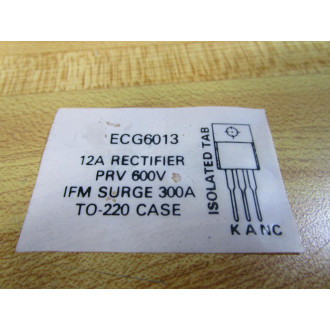 ECG6013
12A RECTIFIER
PRV 600V
IFM SURGE 300A
TO-220 CASE
ISOLATED TAB
K A NC